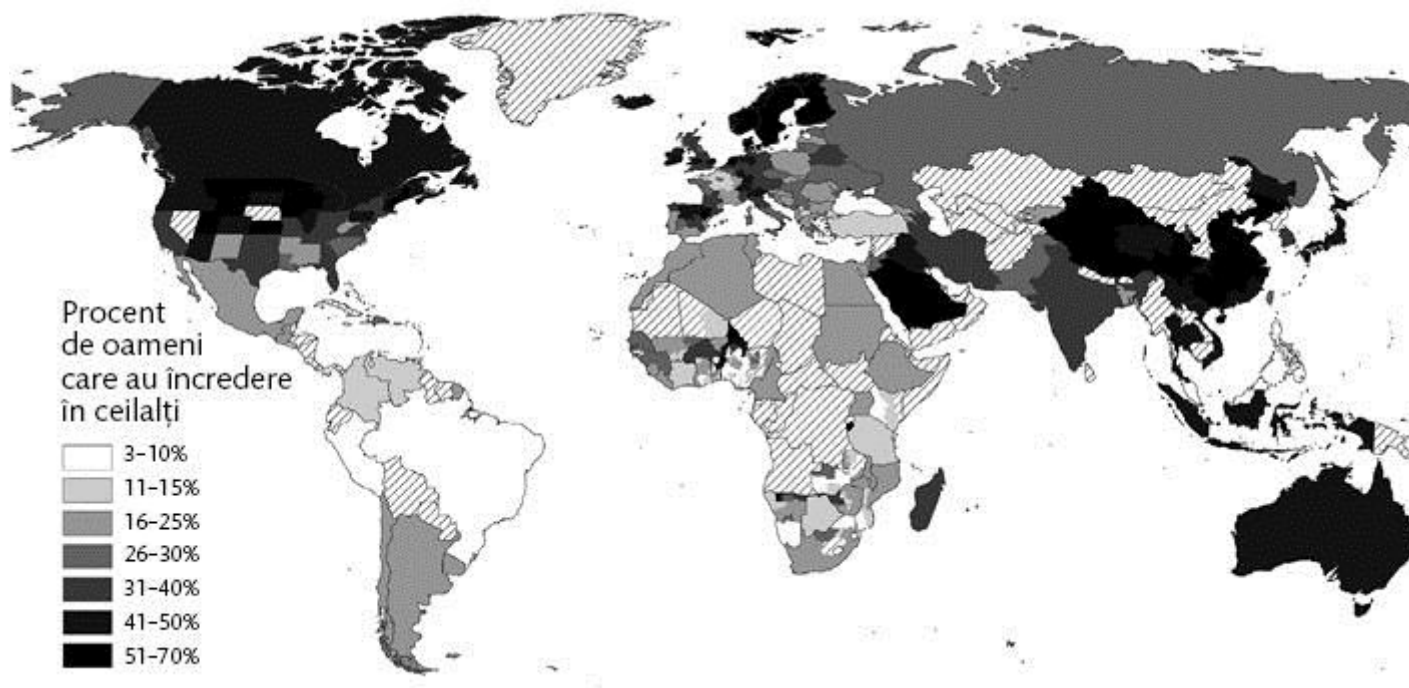 Procent
de oameni
care au încredere
în ceilalți
3–10%
11–15%
16–25%
26–30%
31–40%
41–50%
51–70%